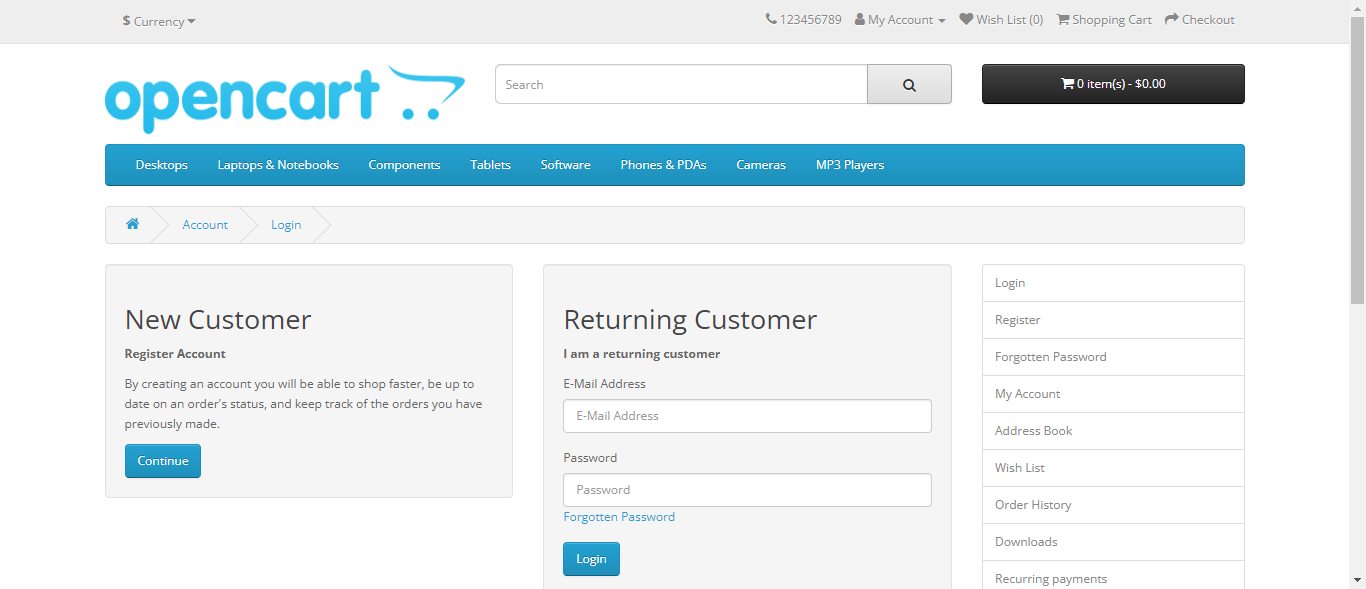 $ Currency
123456789 My Account Wish List (0) Shopping Cart Checkout
opencart
Search
0 item(s) - $0.00
Desktops Laptops & Notebooks Components Tablets Software Phones & PDAs Cameras MP3 Players
Account Login
New Customer
Register Account
By creating an account you will be able to shop faster, be up to
date on an order's status, and keep track of the orders you have
previously made.
Continue
Returning Customer
I am a returning customer
E-Mail Address
E-Mail Address
Password
Password
Forgotten Password
Login
Login
Register
Forgotten Password
My Account
Address Book
Wish List
Order History
Downloads
Recurring payments